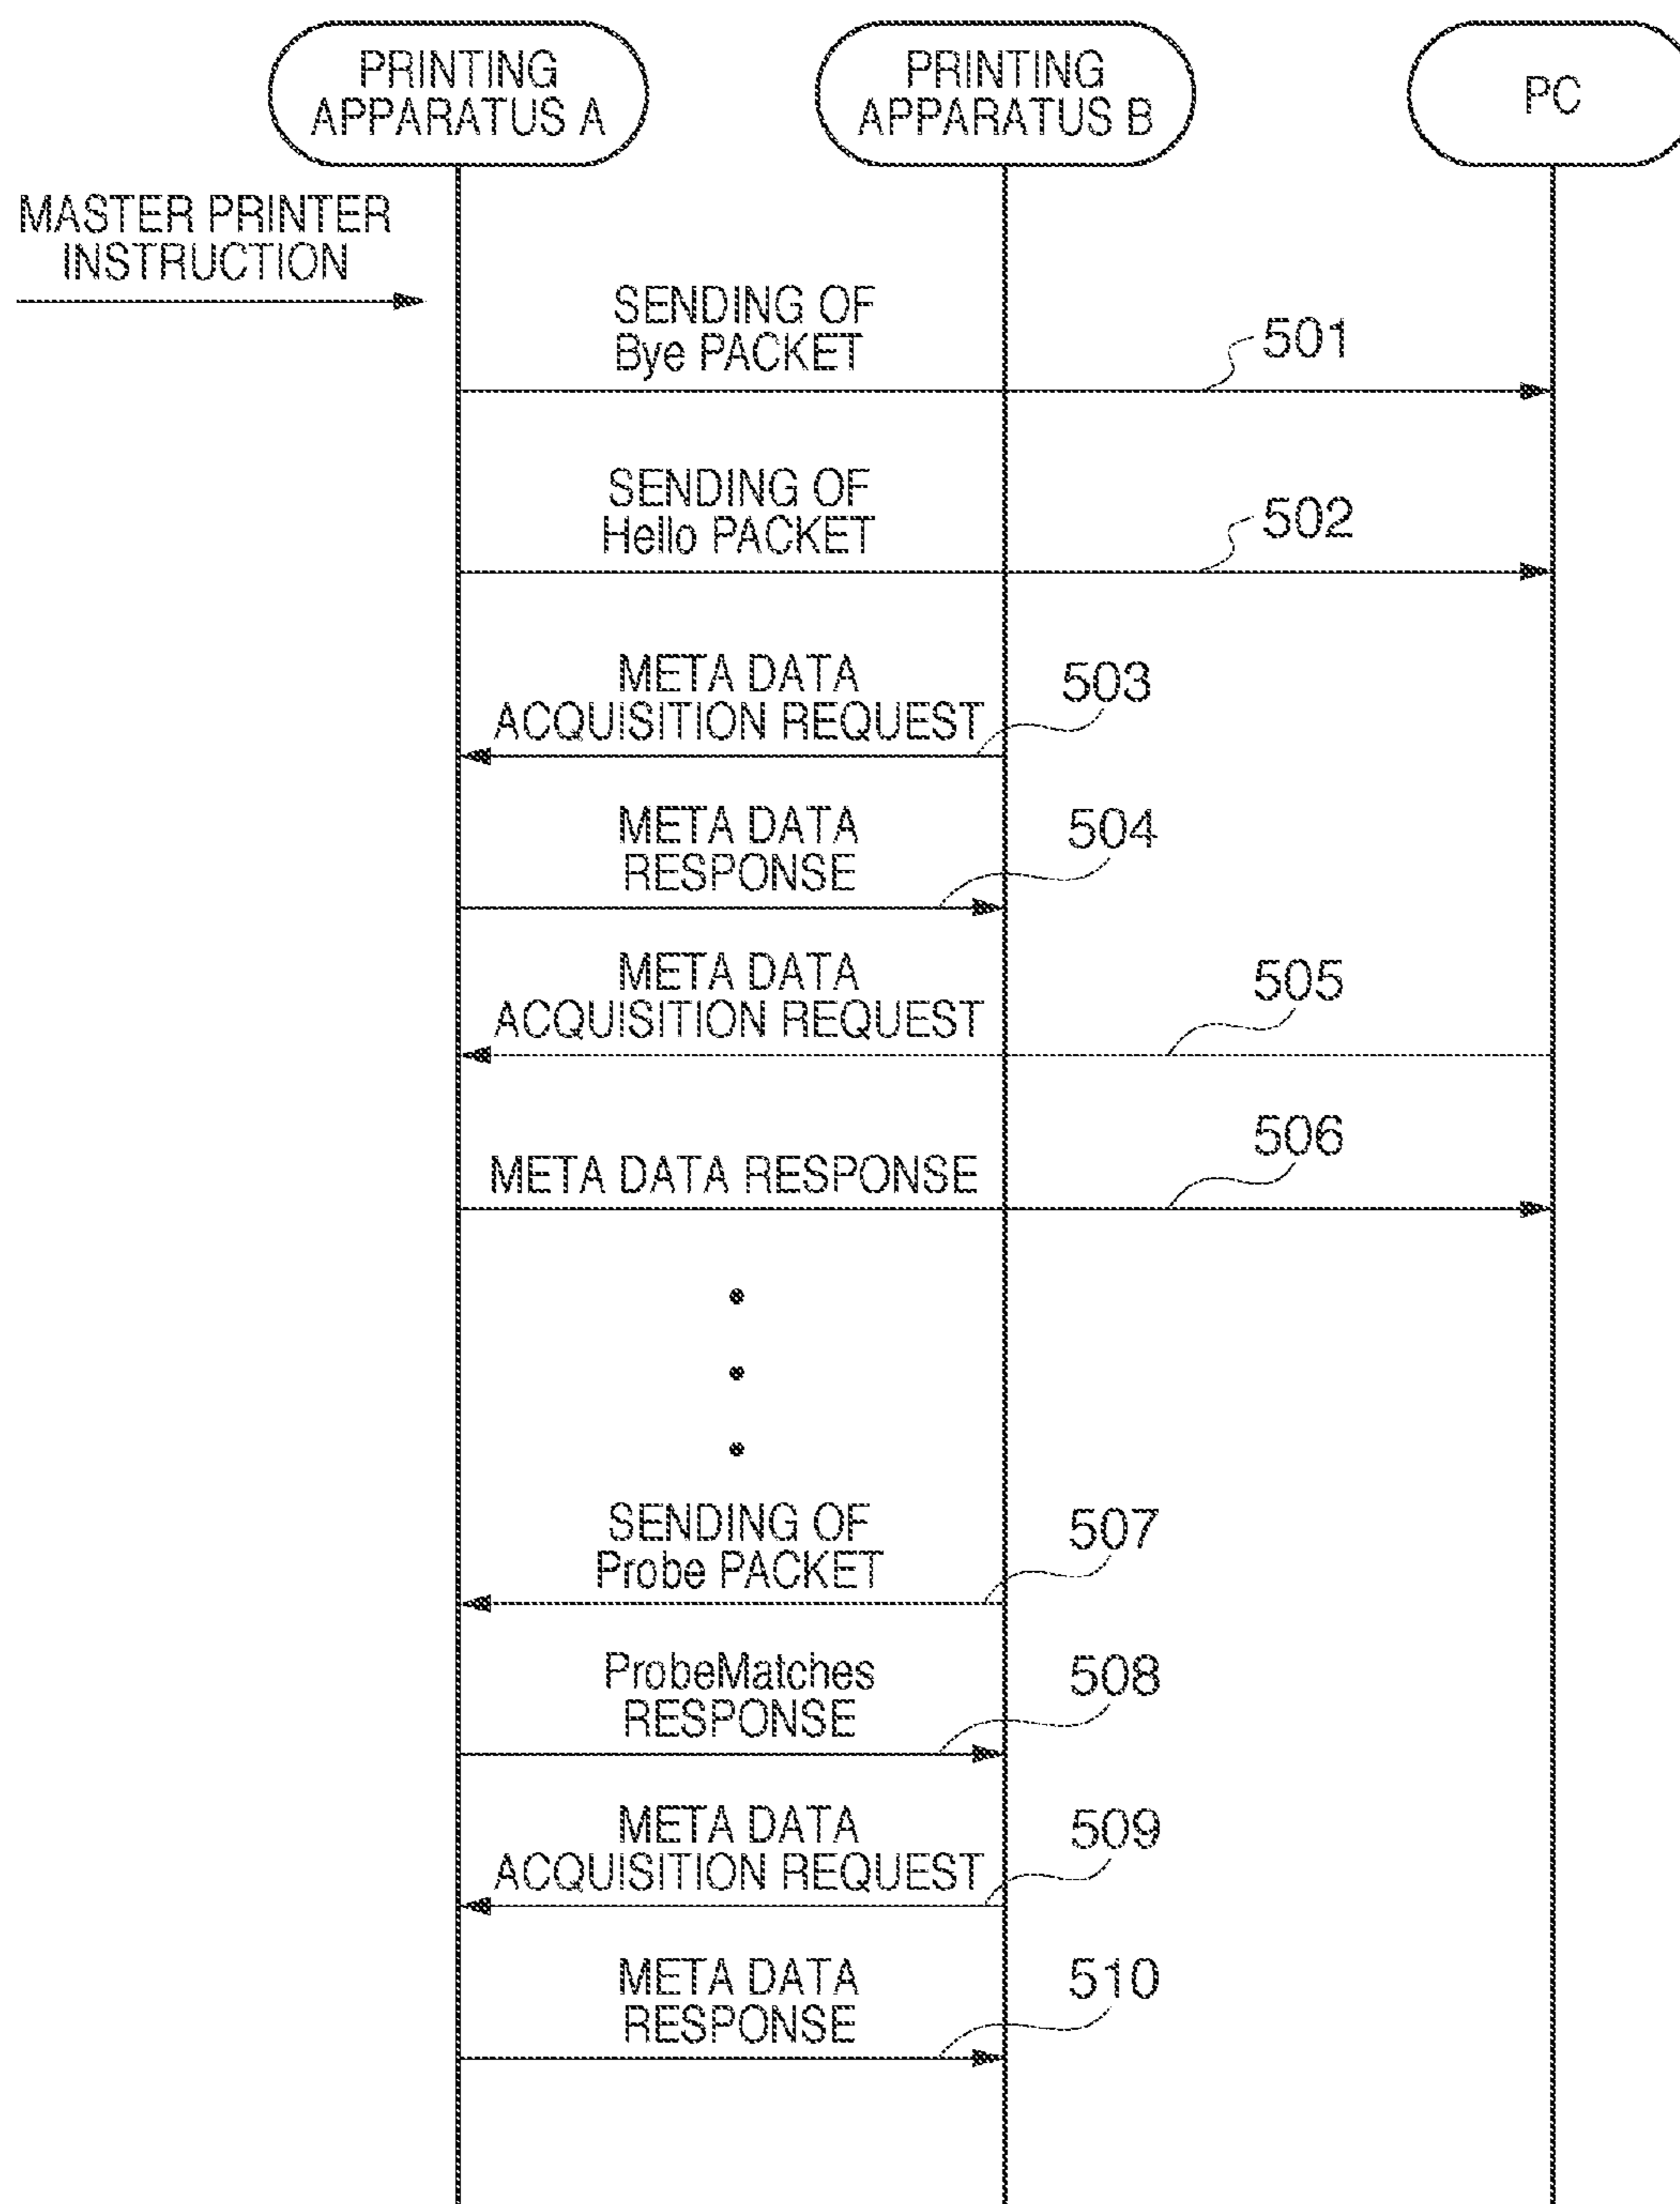 PRINTING
APPARATUS A
PRINTING
APPARATUS B
PC
MASTER PRINTER
INSTRUCTION
SENDING OF
Bye PACKET
501
SENDING OF
Hello PACKET
502
META DATA
ACQUISITION REQUEST
503
META DATA
RESPONSE
504
META DATA
ACQUISITION REQUEST
505
META DATA RESPONSE
506
SENDING OF
Probe PACKET
507
ProbeMatches
RESPONSE
508
META DATA
ACQUISITION REQUEST
509
META DATA
RESPONSE
510